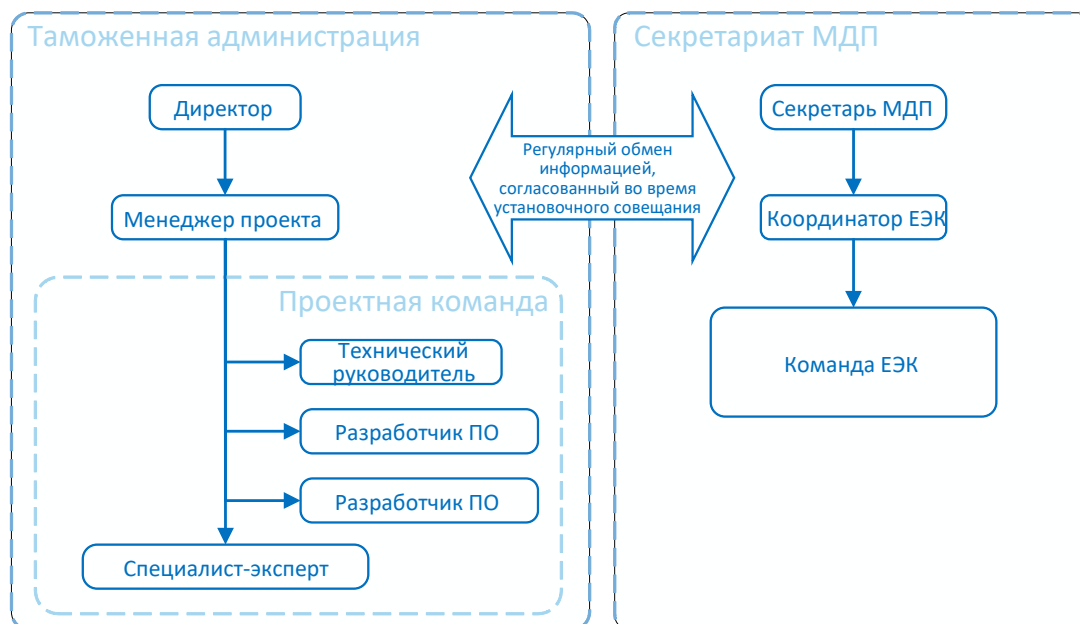 Таможенная администрация
Директор
Менеджер проекта
Проектная команда
Технический
руководитель
Разработчик ПО
Разработчик ПО
Специалист-эксперт
Регулярный обмен
информацией,
согласованный во время
установочного совещания
Секретариат МДП
Секретарь МДП
Координатор ЕЭК
Команда ЕЭК